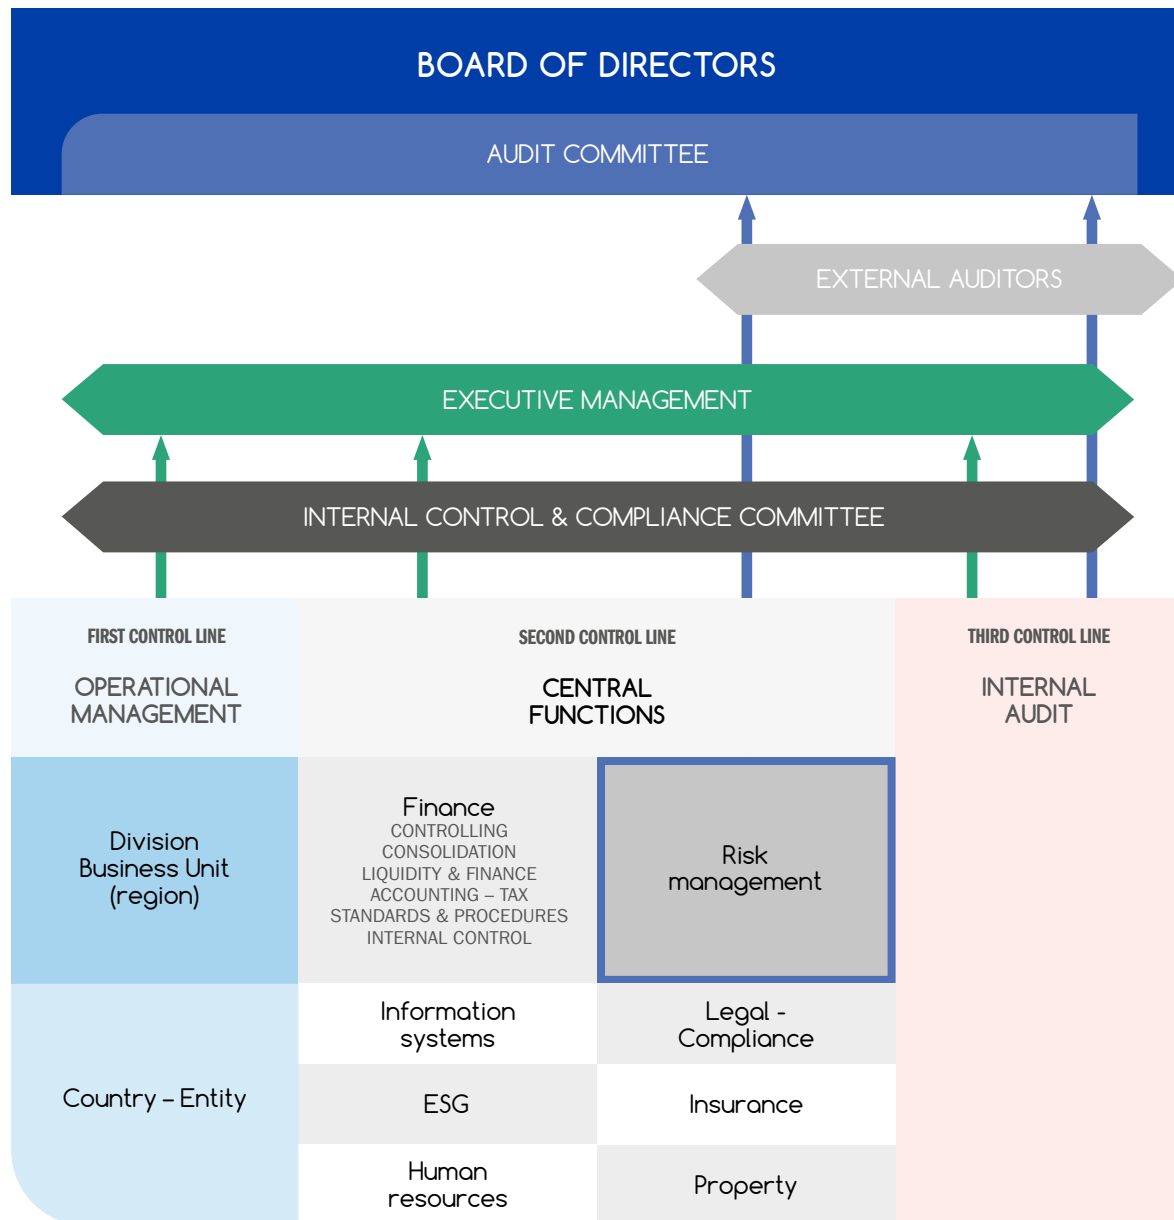 BOARD OF DIRECTORS
AUDIT COMMITTEE
EXTERNAL AUDITORS
EXECUTIVE MANAGEMENT
INTERNAL CONTROL & COMPLIANCE COMMITTEE
FIRST CONTROL LINE
OPERATIONAL
MANAGEMENT
SECOND CONTROL LINE
CENTRAL
FUNCTIONS
THIRD CONTROL LINE
INTERNAL
AUDIT
Division
Business Unit
(region)
Finance
CONTROLLING
CONSOLIDATION
LIQUIDITY & FINANCE
ACCOUNTING – TAX
STANDARDS & PROCEDURES
INTERNAL CONTROL
Risk
management
Country – Entity
Information
systems
Legal -
Compliance
ESG
Insurance
Human
resources
Property